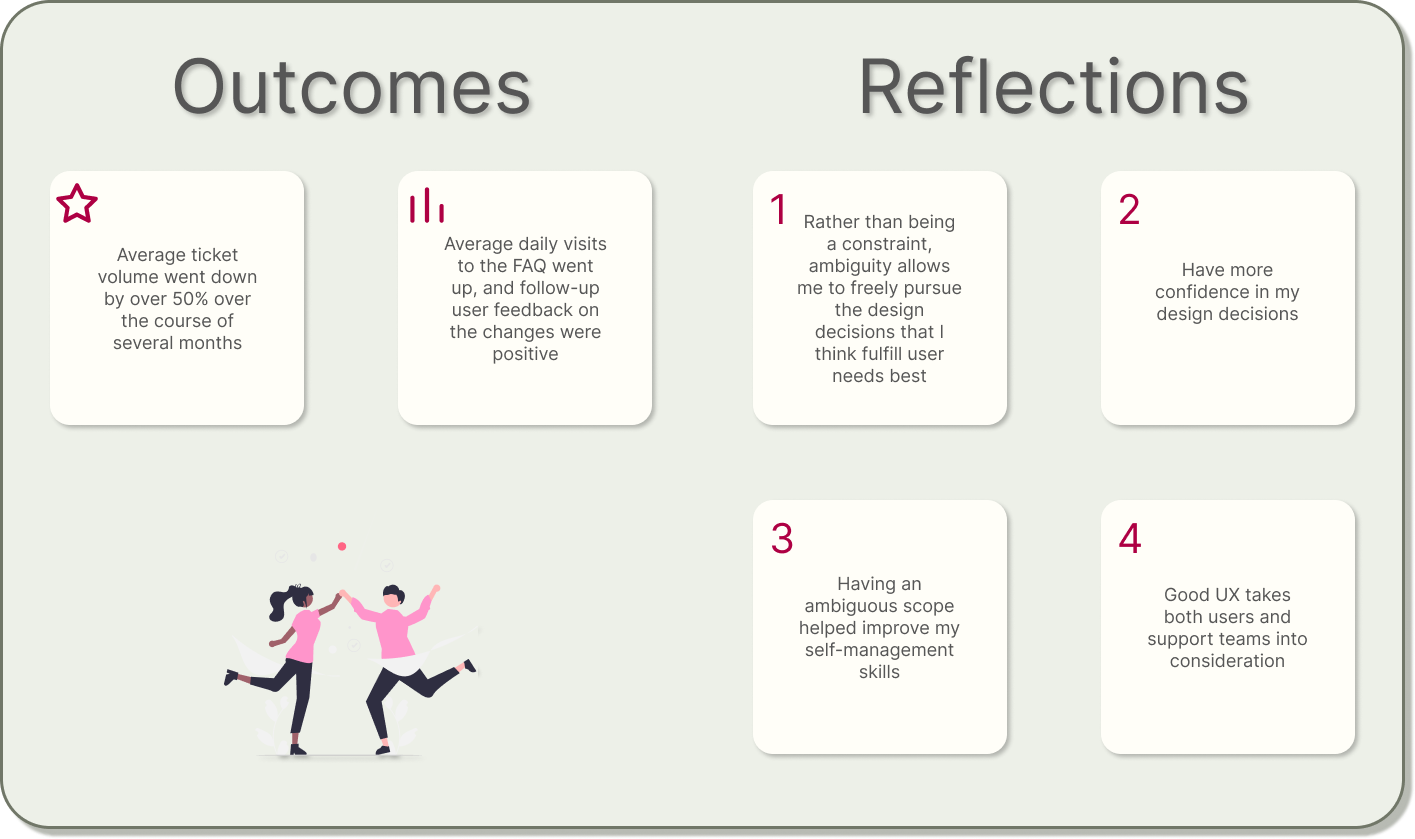 Outcomes
Average ticket
volume went down
by over 50% over
the course of
several months
Average daily visits
to the FAQ went
up, and follow-up
user feedback on
the changes were
positive
Reflections
1
Rather than being
a constraint,
ambiguity allows
me to freely pursue
the design
decisions that I
think fulfill user
needs best
2
Have more
confidence in my
design decisions
3
Having an
ambiguous scope
helped improve my
self-management
skills
4
Good UX takes
both users and
support teams into
consideration